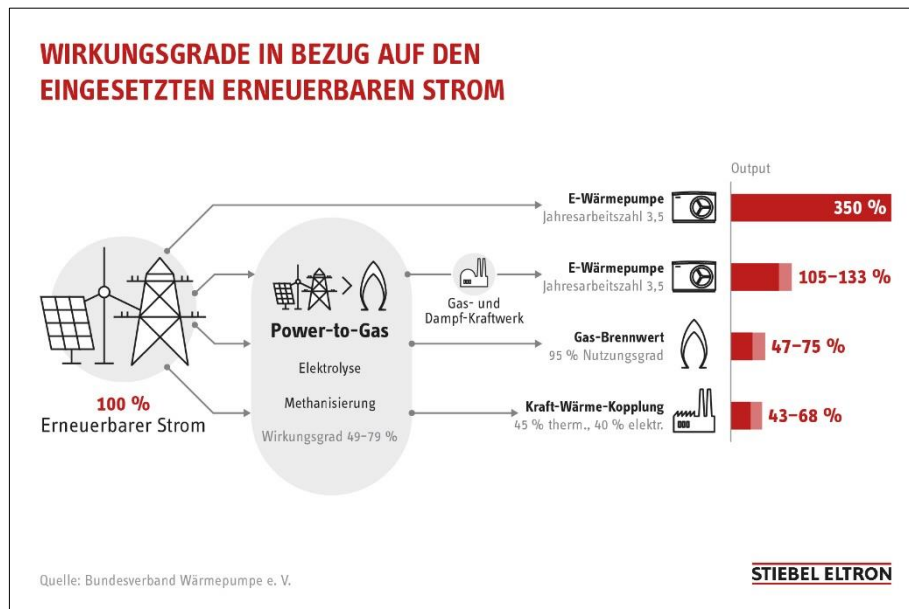 WIRKUNGSGRADE IN BEZUG AUF DEN
EINGESETZTEN ERNEUERBAREN STROM
Output
E-Wärmepumpe
Jahresarbeitszahl 3,5
350 %
E-Wärmepumpe
Jahresarbeitszahl 3,5
105–133 %
Gas- und
Dampf-Kraftwerk
Power-to-Gas
Elektrolyse
Methanisierung
Wirkungsgrad 49–79 %
Gas-Brennwert
95 % Nutzungsgrad
47–75 %
100 %
Erneuerbarer Strom
Kraft-Wärme-Kopplung
45 % therm., 40 % elektr.
43–68 %
Quelle: Bundesverband Wärmepumpe e. V.
STIEBEL ELTRON